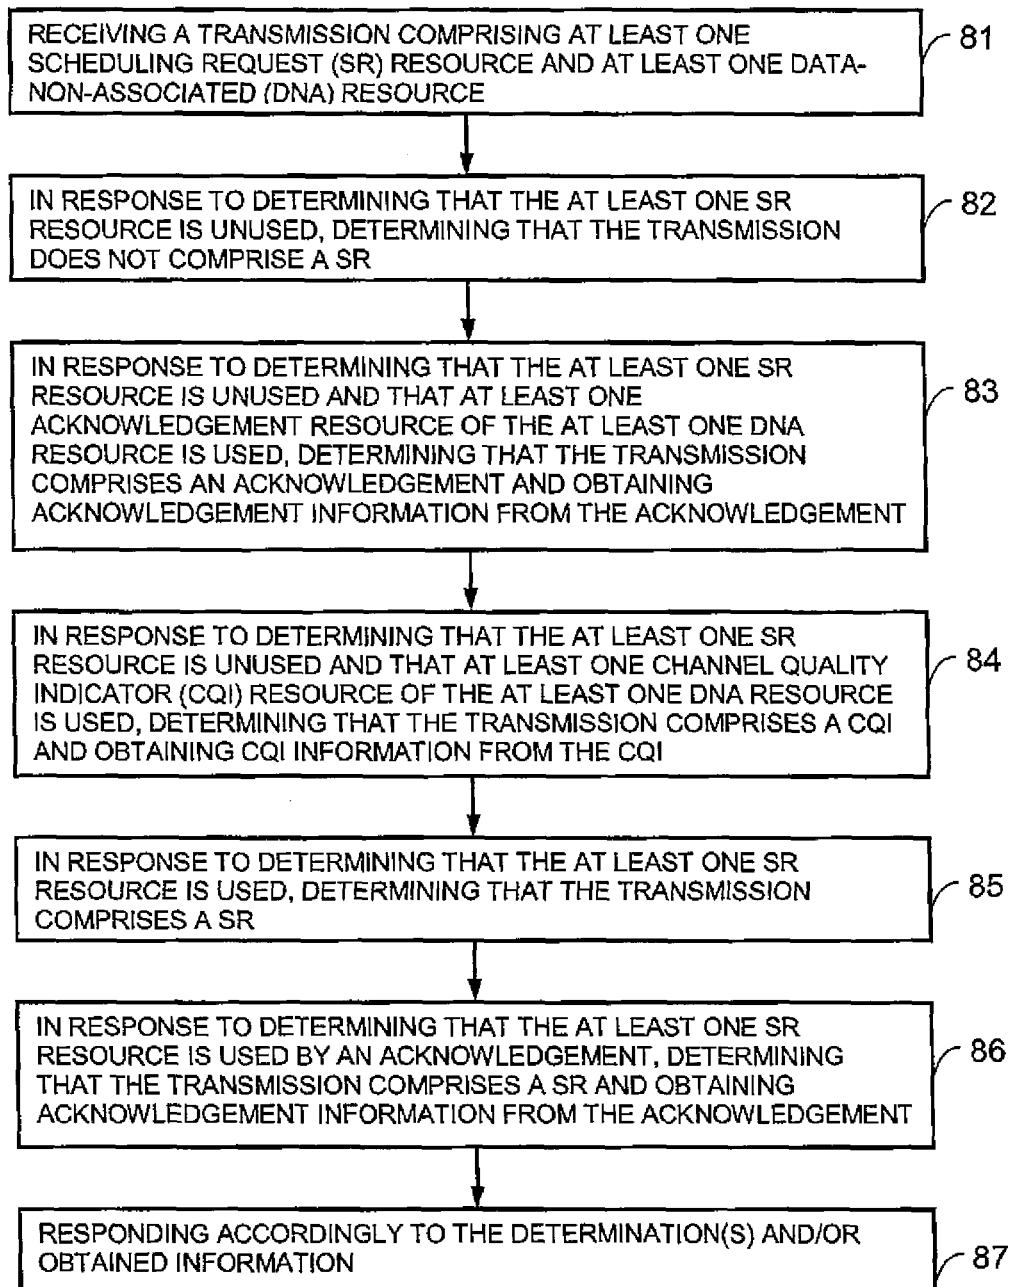 RECEIVING A TRANSMISSION COMPRISING AT LEAST ONE
SCHEDULING REQUEST (SR) RESOURCE AND AT LEAST ONE DATA-
NON-ASSOCIATED (DNA) RESOURCE
81
IN RESPONSE TO DETERMINING THAT THE AT LEAST ONE SR
RESOURCE IS UNUSED, DETERMINING THAT THE TRANSMISSION
DOES NOT COMPRISE A SR
82
IN RESPONSE TO DETERMINING THAT THE AT LEAST ONE SR
RESOURCE IS UNUSED AND THAT AT LEAST ONE
ACKNOWLEDGEMENT RESOURCE OF THE AT LEAST ONE DNA
RESOURCE IS USED, DETERMINING THAT THE TRANSMISSION
COMPRISES AN ACKNOWLEDGEMENT AND OBTAINING
ACKNOWLEDGEMENT INFORMATION FROM THE ACKNOWLEDGEMENT
83
IN RESPONSE TO DETERMINING THAT THE AT LEAST ONE SR
RESOURCE IS UNUSED AND THAT AT LEAST ONE CHANNEL QUALITY
INDICATOR (CQI) RESOURCE OF THE AT LEAST ONE DNA RESOURCE
IS USED, DETERMINING THAT THE TRANSMISSION COMPRISES A CQI
AND OBTAINING CQI INFORMATION FROM THE CQI
84
IN RESPONSE TO DETERMINING THAT THE AT LEAST ONE SR
RESOURCE IS USED, DETERMINING THAT THE TRANSMISSION
COMPRISES A SR
85
IN RESPONSE TO DETERMINING THAT THE AT LEAST ONE SR
RESOURCE IS USED BY AN ACKNOWLEDGEMENT, DETERMINING
THAT THE TRANSMISSION COMPRISES A SR AND OBTAINING
ACKNOWLEDGEMENT INFORMATION FROM THE ACKNOWLEDGEMENT
86
RESPONDING ACCORDINGLY TO THE DETERMINATION(S) AND/OR
OBTAINED INFORMATION
87